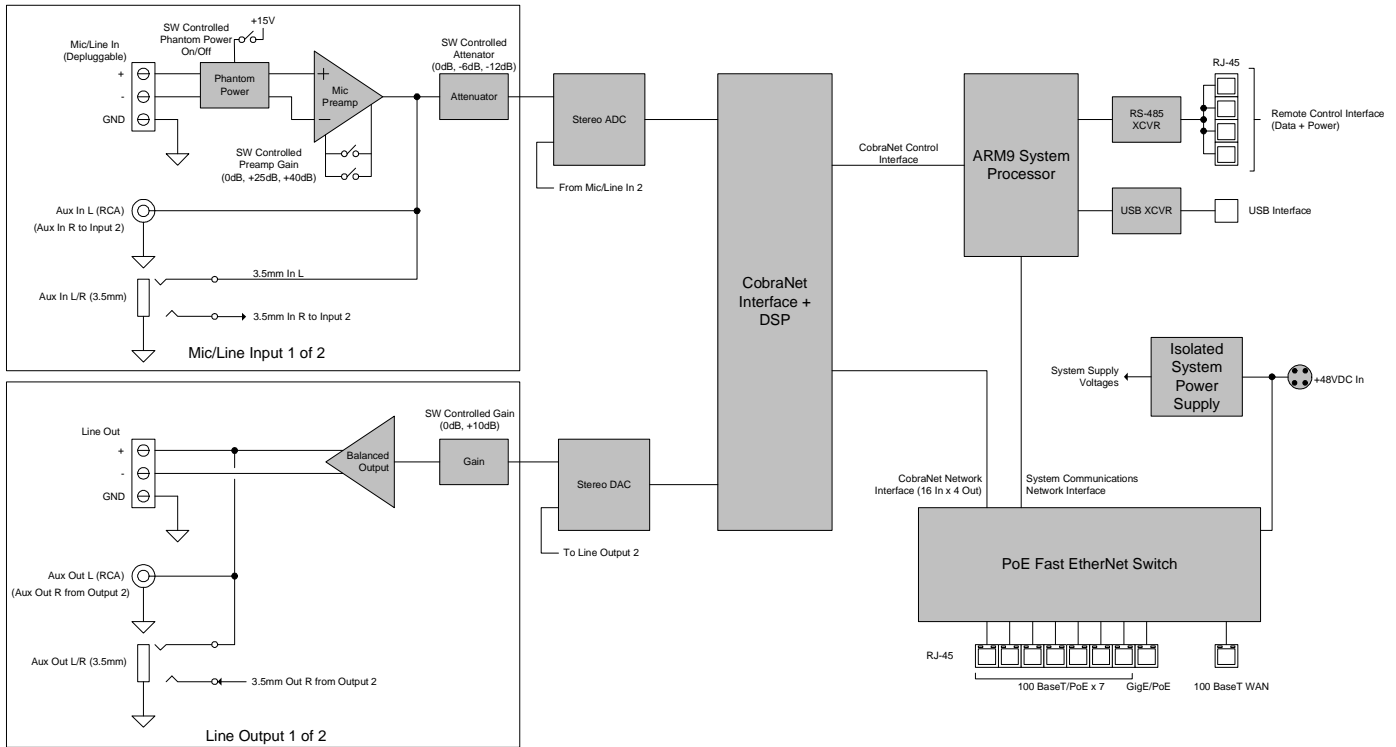 SW Controlled
Phantom Power
On/Off
+15V
Mic/Line In
(Depluggable)
+
-
GND
Phantom
Power
+
Mic
Preamp
-
SW Controlled
Preamp Gain
(0dB, +25dB, +40dB)
SW Controlled
Attenator
(0dB, -6dB, -12dB)
Attenuator
Aux In L (RCA)
(Aux In R to Input 2)
3.5mm In L
Aux In L/R (3.5mm)
3.5mm In R to Input 2
Mic/Line Input 1 of 2
Stereo ADC
From Mic/Line In 2
CobraNet
Interface +
DSP
CobraNet Control
Interface
ARM9 System
Processor
RS-485
XCVR
RJ-45
Remote Control Interface
(Data + Power)
USB XCVR
USB Interface
System Supply
Voltages
Isolated
System
Power
Supply
+48VDC In
Line Out
+
-
GND
Balanced
Output
SW Controlled Gain
(0dB, +10dB)
Gain
Stereo DAC
To Line Output 2
Aux Out L (RCA)
(Aux Out R from Output 2)
Aux Out L/R (3.5mm)
3.5mm Out R from Output 2
Line Output 1 of 2
CobraNet Network
Interface (16 In x 4 Out)
System Communications
Network Interface
PoE Fast EtherNet Switch
RJ-45
100 BaseT/PoE x 7
GigE/PoE
100 BaseT WAN